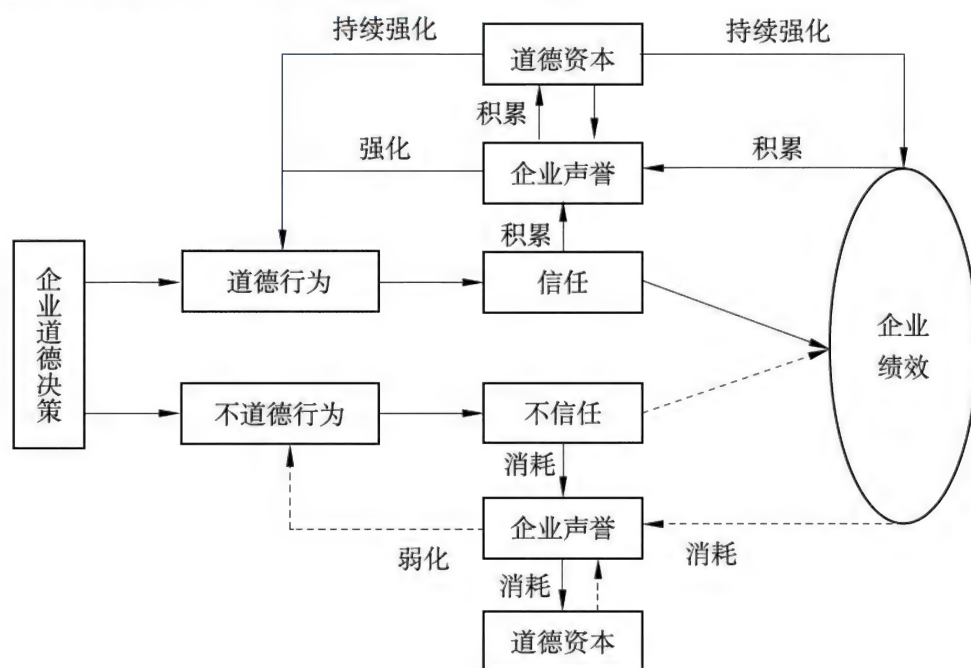 持续强化
道德资本
持续强化
积累
强化
企业声誉
积累
积累
企业道德决策
道德行为
信任
企业
绩效
不道德行为
不信任
消耗
企业声誉
弱化
消耗
消耗
道德资本